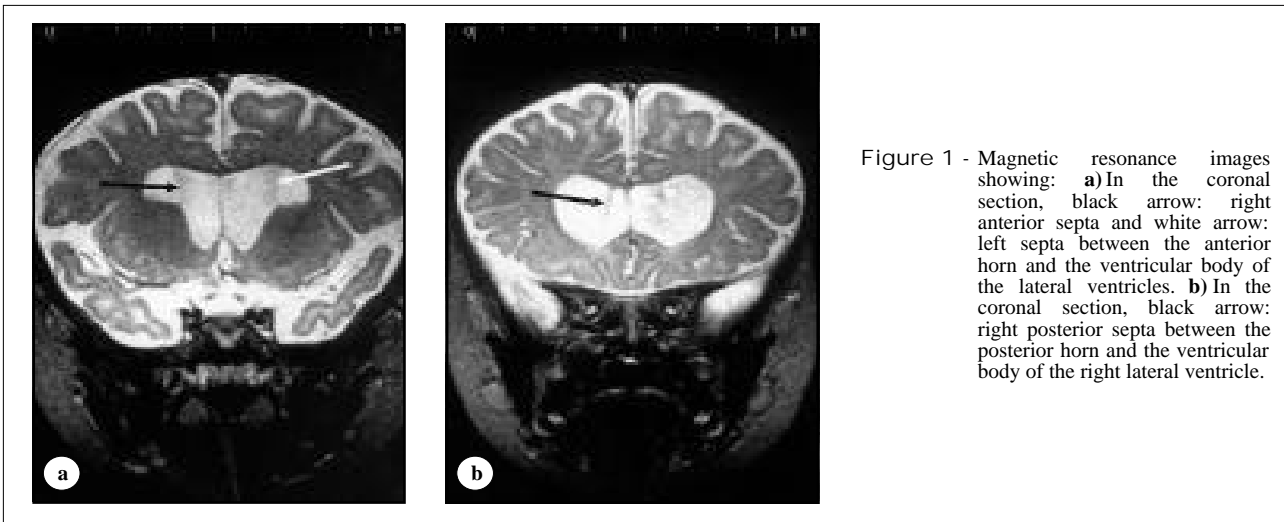 a
b
Figure 1 - Magnetic resonance images
showing: a) In the coronal
section, black arrow: right
anterior septa and white arrow:
left septa between the anterior
horn and the ventricular body of
the lateral ventricles. b) In the
coronal section, black arrow:
right posterior septa between the
posterior horn and the ventricular
body of the right lateral ventricle.